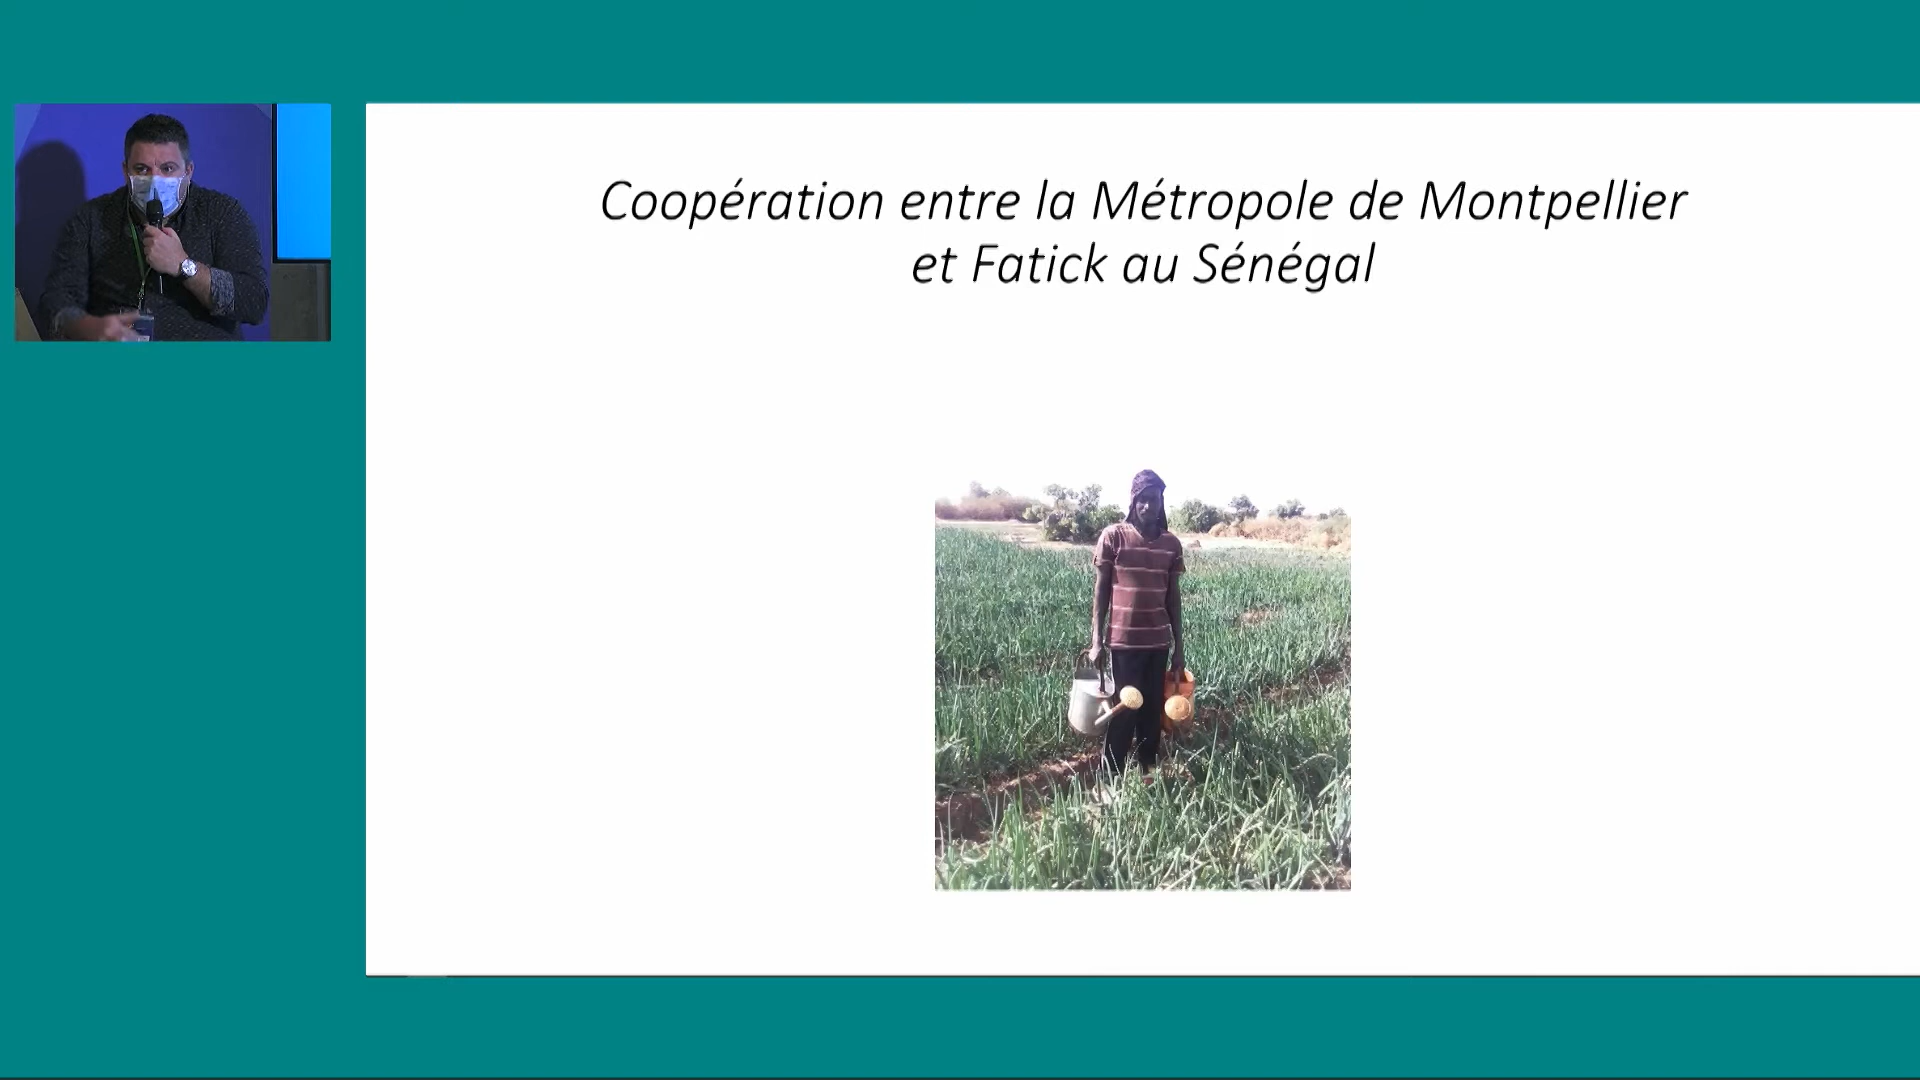 Coopération entre la Métropole de Montpellier
et Fatick au Sénégal